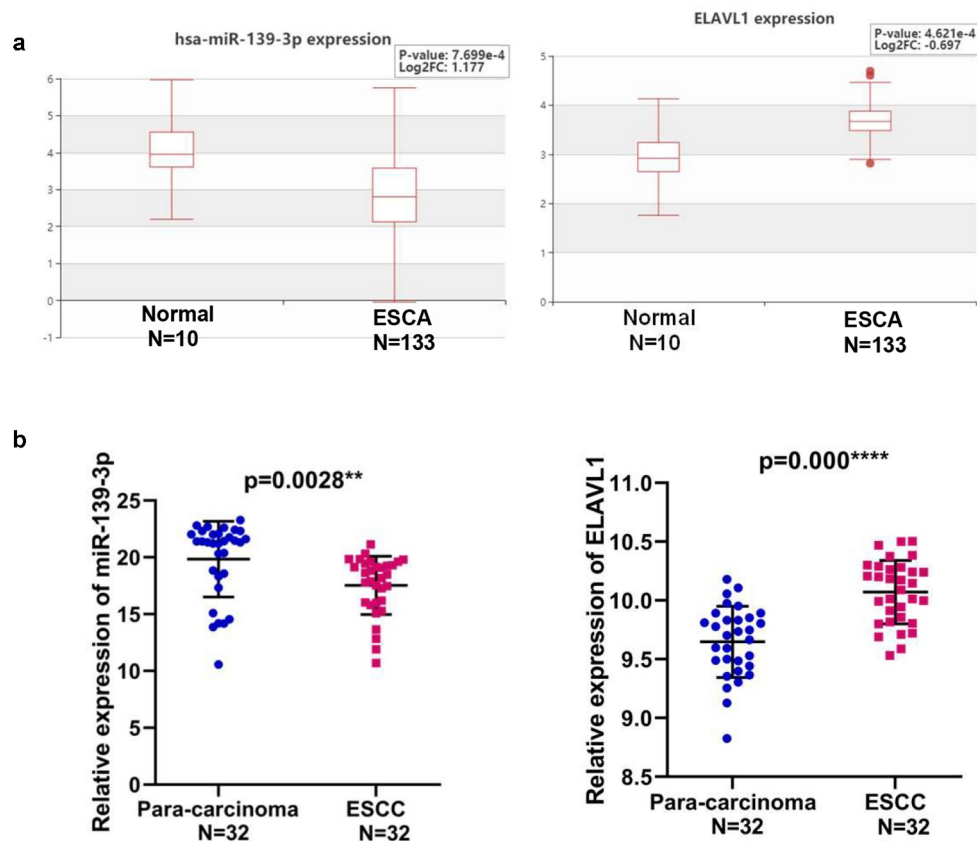 a
hsa-miR-139-3p expression
P-value: 7.699e-4
Log2FC: 1.177
6
5
4
3
2
1
0
-1
Normal
N=10
ESCA
N=133
ELAVL1 expression
P-value: 4.621e-4
Log2FC: -0.697
5
4
3
2
1
0
Normal
N=10
ESCA
N=133
b
p=0.0028**
Relative expression of miR-139-3p
25
20
15
10
5
0
Para-carcinoma
N=32
ESCC
N=32
p=0.000****
Relative expression of ELAVL1
11.0
10.5
10.0
9.5
9.0
8.5
Para-carcinoma
N=32
ESCC
N=32